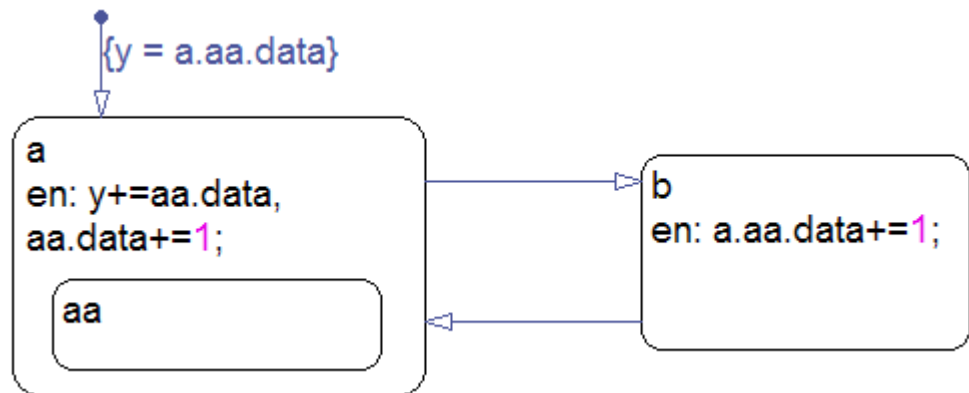 {y = a.aa.data}
a
en: y+=aa.data,
aa.data+=1;
aa
b
en: a.aa.data+=1;